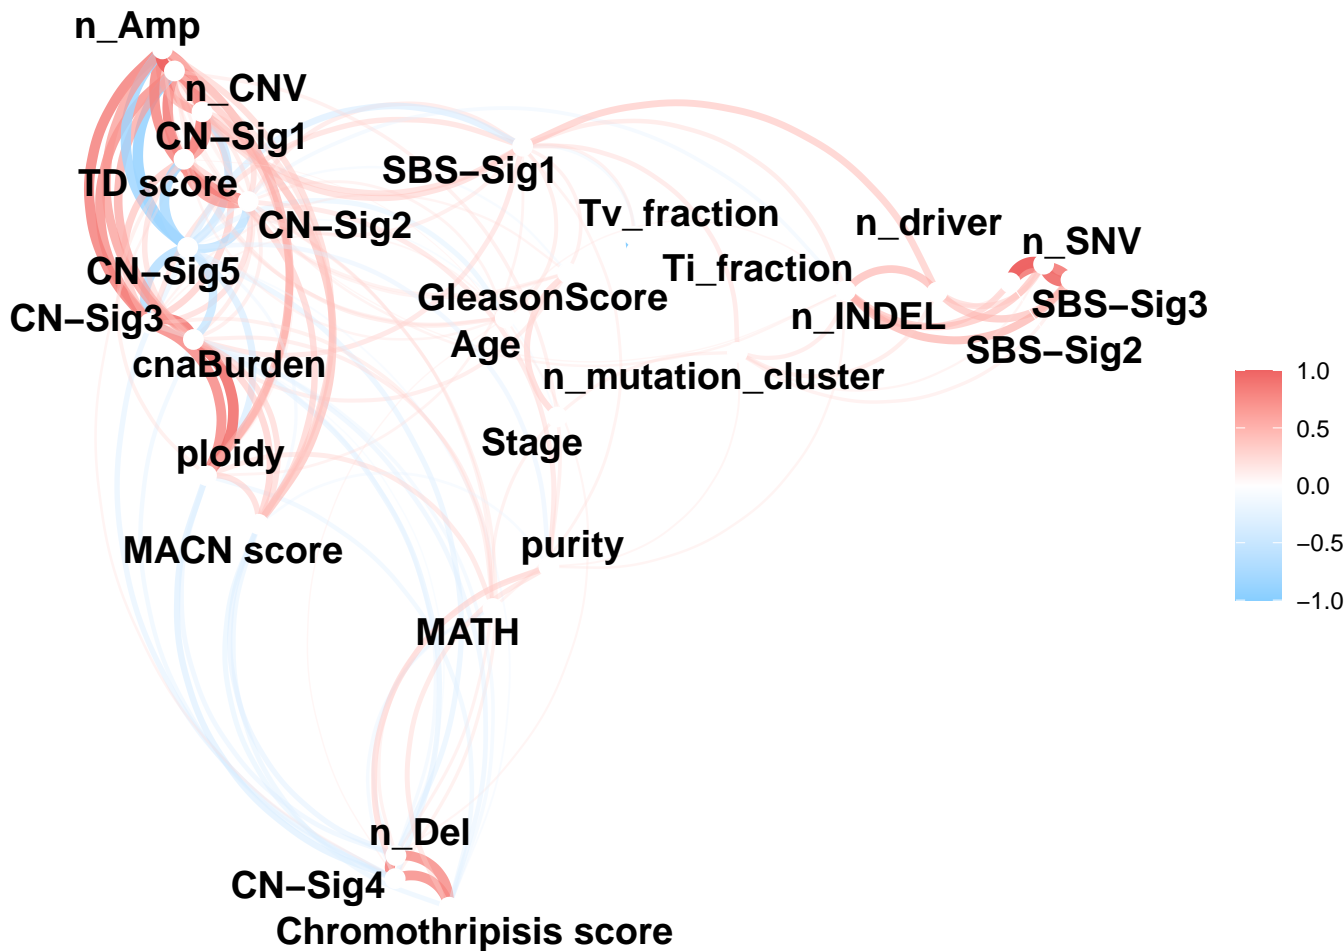 n_Amp
n_CNV
CN−Sig1
TD score
SBS−Sig1
CN−Sig2
Tv_fraction
n_driver
n_SNV
CN−Sig5
Ti_fraction
GleasonScore
SBS−Sig3
CN−Sig3
n_INDEL
Age
SBS−Sig2
cnaBurden
n_mutation_cluster
1.0
0.5
0.0
−0.5
−1.0
Stage
ploidy
MACN score
purity
MATH
n_Del
CN−Sig4
Chromothripisis score